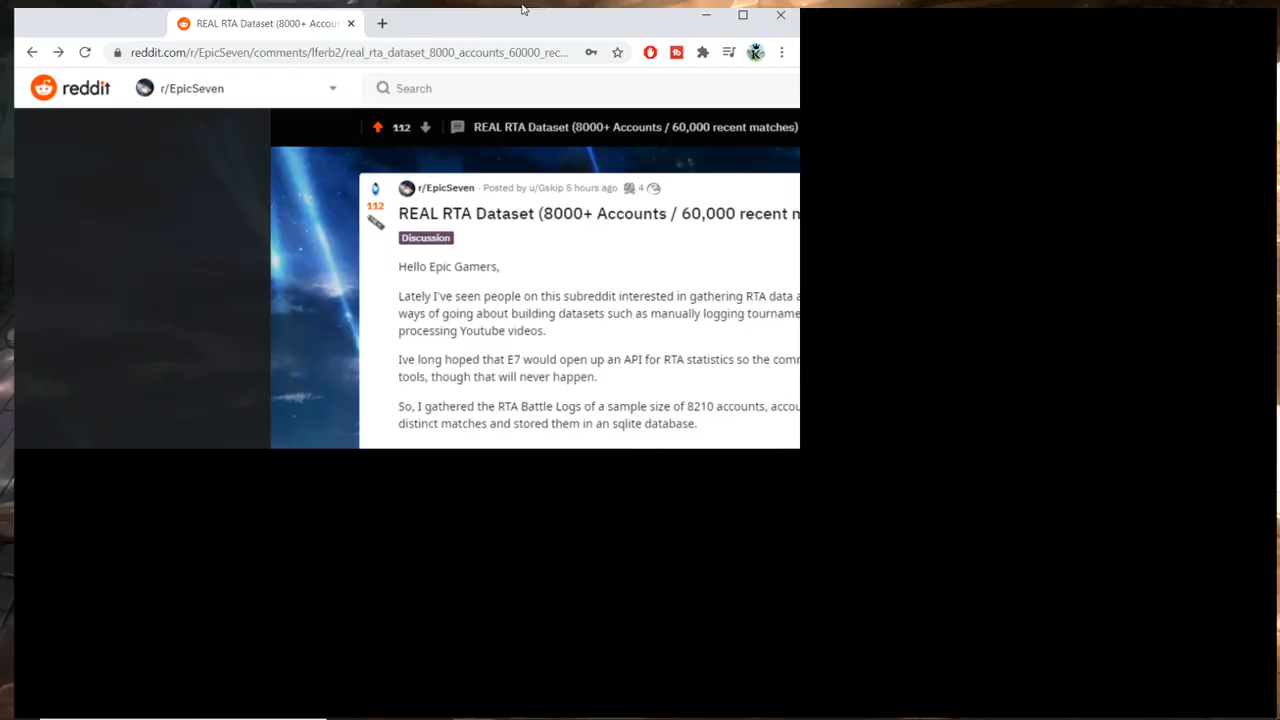 REAL RTA Dataset (8000+ Accou
reddit.com/r/EpicSeven/comments/lferb2/real_rta_dataset_8000_accounts_60000_rec...
reddit
r/EpicSeven
Search
112
REAL RTA Dataset (8000+ Accounts / 60,000 recent matches)
r/EpicSeven · Posted by u/Gskip 5 hours ago 4
112
REAL RTA Dataset (8000+ Accounts / 60,000 recent m
Discussion
Hello Epic Gamers,
Lately I've seen people on this subreddit interested in gathering RTA data a
ways of going about building datasets such as manually logging tourname
processing Youtube videos.
Ive long hoped that E7 would open up an API for RTA statistics so the comm
tools, though that will never happen.
So, I gathered the RTA Battle Logs of a sample size of 8210 accounts, accou
distinct matches and stored them in an sqlite database.